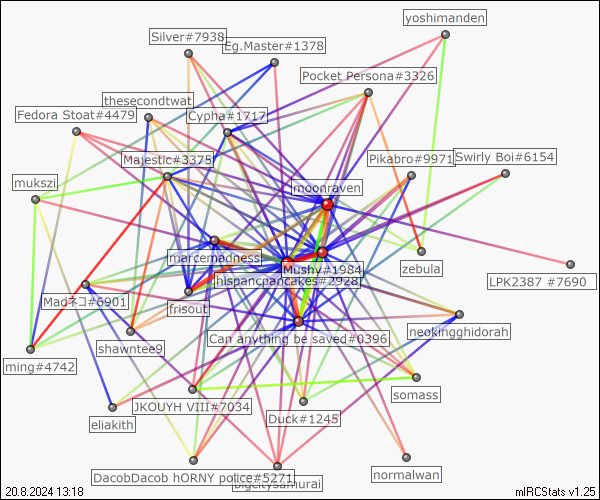 yoshimanden
Silver#7938
Eg.Master#1378
Pocket Persona#3326
thesecondtwat
Fedora Stoat#4479
Cypha#1717
Majestic#3375
Pikabro#9971
Swirly Boi#6154
mukszi
moonraven
marcemadness
Mushy#1984
zebula
hispancpancakes#2928
LPK2387 #7690
Madネコ#6901
frisout
neokingghidorah
Can anything be saved#0396
shawntee9
ming#4742
somass
JKOUYH VIII#7034
Duck#1245
eliakith
DacobDacob hORNY police#5271
bigcitysamurai
normalwan
20.8.2024 13:18
mIRCStats v1.25